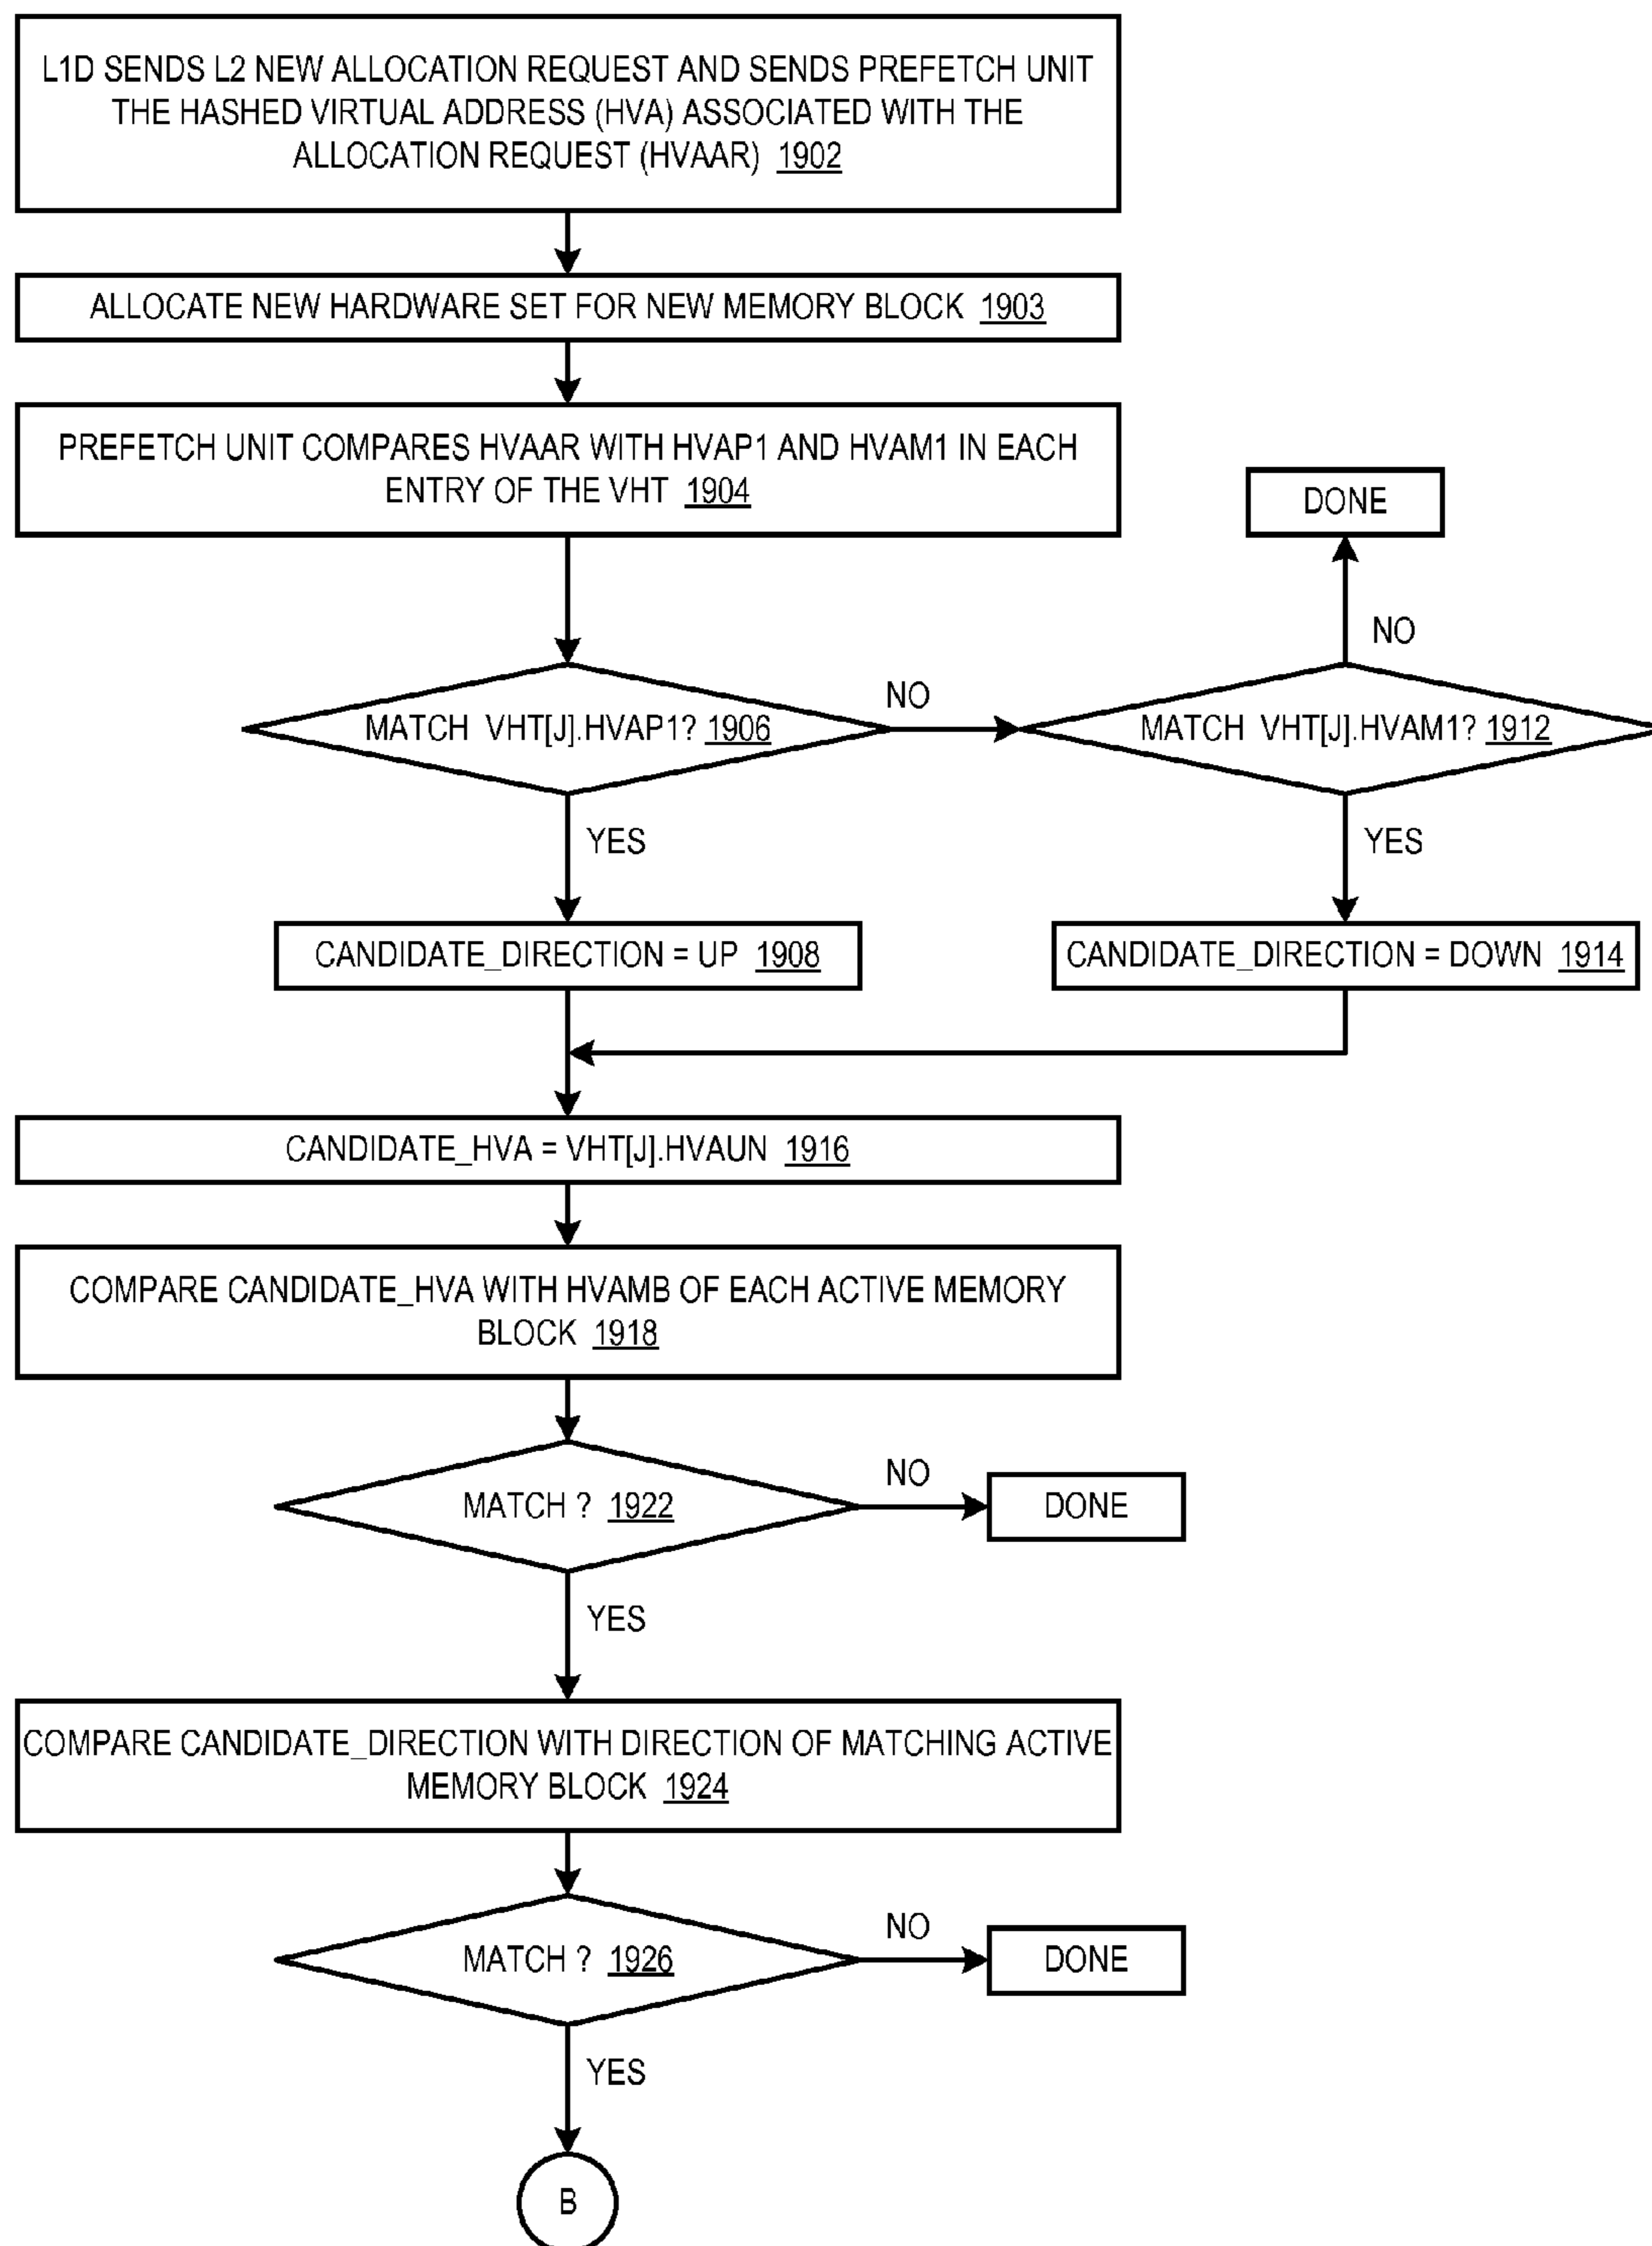 L1D SENDS L2 NEW ALLOCATION REQUEST AND SENDS PREFETCH UNIT
THE HASHED VIRTUAL ADDRESS (HVA) ASSOCIATED WITH THE
ALLOCATION REQUEST (HVAAR) 1902
ALLOCATE NEW HARDWARE SET FOR NEW MEMORY BLOCK 1903
PREFETCH UNIT COMPARES HVAAR WITH HVAP1 AND HVAM1 IN EACH
ENTRY OF THE VHT 1904
DONE
NO
NO
MATCH VHT[J].HVAP1? 1906
MATCH VHT[J].HVAM1? 1912
YES
YES
CANDIDATE_DIRECTION = UP 1908
CANDIDATE_DIRECTION = DOWN 1914
CANDIDATE_HVA = VHT[J].HVAUN 1916
COMPARE CANDIDATE_HVA WITH HVAMB OF EACH ACTIVE MEMORY
BLOCK 1918
NO
MATCH ? 1922
DONE
YES
COMPARE CANDIDATE_DIRECTION WITH DIRECTION OF MATCHING ACTIVE
MEMORY BLOCK 1924
NO
MATCH ? 1926
DONE
YES
B